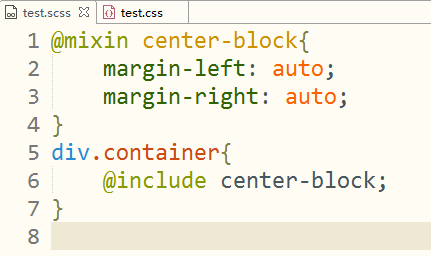 test.scss test.css
1 @mixin center-block{
2 margin-left: auto;
3 margin-right: auto;
4 }
5 div.container{
6 @include center-block;
7 }
8